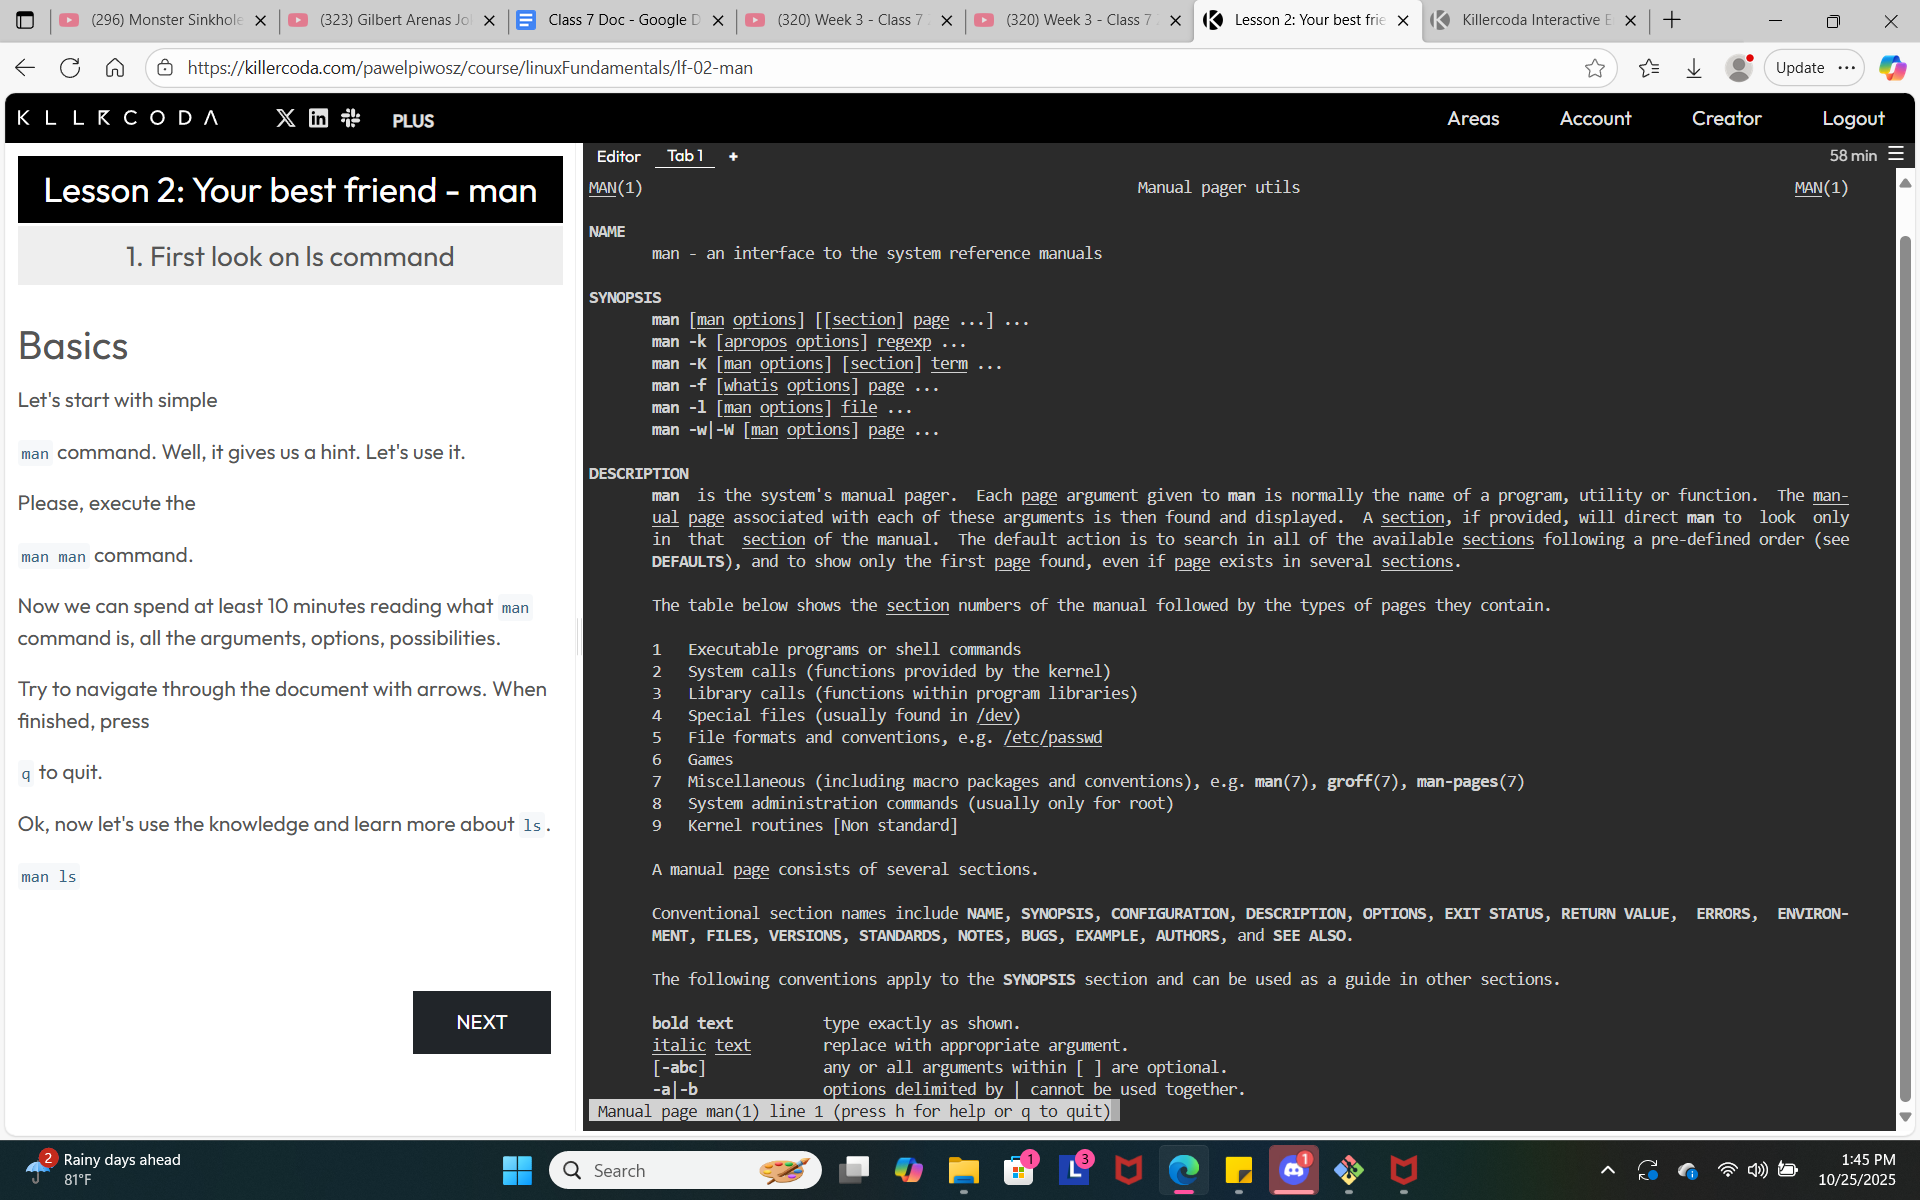 (296) Monster Sinkhole
(323) Gilbert Arenas Jo
Class 7 Doc - Google D
(320) Week 3 - Class 7
(320) Week 3 - Class 7
Lesson 2: Your best frie
Killercoda Interactive E
https://killercoda.com/pawelpiwosz/course/linuxFundamentals/lf-02-man
Update
KLLRCODA
PLUS
Areas
Account
Creator
Logout
Lesson 2: Your best friend - man
1. First look on ls command
Basics
Let's start with simple
man command. Well, it gives us a hint. Let's use it.
Please, execute the
man man command.
Now we can spend at least 10 minutes reading what man
command is, all the arguments, options, possibilities.
Try to navigate through the document with arrows. When
finished, press
q to quit.
Ok, now let's use the knowledge and learn more about ls.
man ls
NEXT
Editor
Tab 1
+
58 min
MAN(1) Manual pager utils MAN(1)
NAME
man - an interface to the system reference manuals
SYNOPSIS
man [man options] [[section] page ...] ...
man -k [apropos options] regexp ...
man -K [man options] [section] term ...
man -f [whatis options] page ...
man -l [man options] file ...
man -w|-W [man options] page ...
DESCRIPTION
man is the system's manual pager. Each page argument given to man is normally the name of a program, utility or function. The man-
ual page associated with each of these arguments is then found and displayed. A section, if provided, will direct man to look only
in that section of the manual. The default action is to search in all of the available sections following a pre-defined order (see
DEFAULTS), and to show only the first page found, even if page exists in several sections.
The table below shows the section numbers of the manual followed by the types of pages they contain.
1 Executable programs or shell commands
2 System calls (functions provided by the kernel)
3 Library calls (functions within program libraries)
4 Special files (usually found in /dev)
5 File formats and conventions, e.g. /etc/passwd
6 Games
7 Miscellaneous (including macro packages and conventions), e.g. man(7), groff(7), man-pages(7)
8 System administration commands (usually only for root)
9 Kernel routines [Non standard]
A manual page consists of several sections.
Conventional section names include NAME, SYNOPSIS, CONFIGURATION, DESCRIPTION, OPTIONS, EXIT STATUS, RETURN VALUE, ERRORS, ENVIRON-
MENT, FILES, VERSIONS, STANDARDS, NOTES, BUGS, EXAMPLE, AUTHORS, and SEE ALSO.
The following conventions apply to the SYNOPSIS section and can be used as a guide in other sections.
bold text type exactly as shown.
italic text replace with appropriate argument.
[-abc] any or all arguments within [ ] are optional.
-a|-b options delimited by | cannot be used together.
Manual page man(1) line 1 (press h for help or q to quit)
2
Rainy days ahead
81°F
Search
1
L
3
1
1:45 PM
10/25/2025